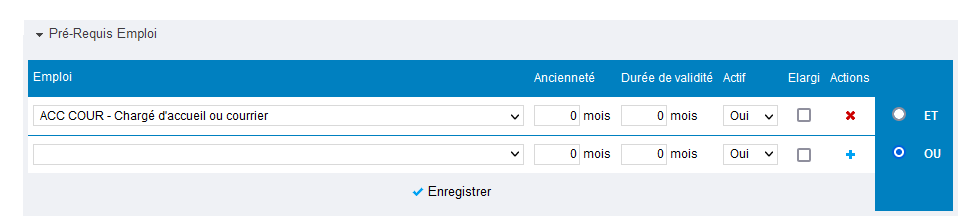 Pré-Requis Emploi
Emploi Ancienneté Durée de validité Actif Elargi Actions
ACC COUR - Chargé d'accueil ou courrier 0 mois 0 mois Oui ET
0 mois 0 mois Oui OU
Enregistrer